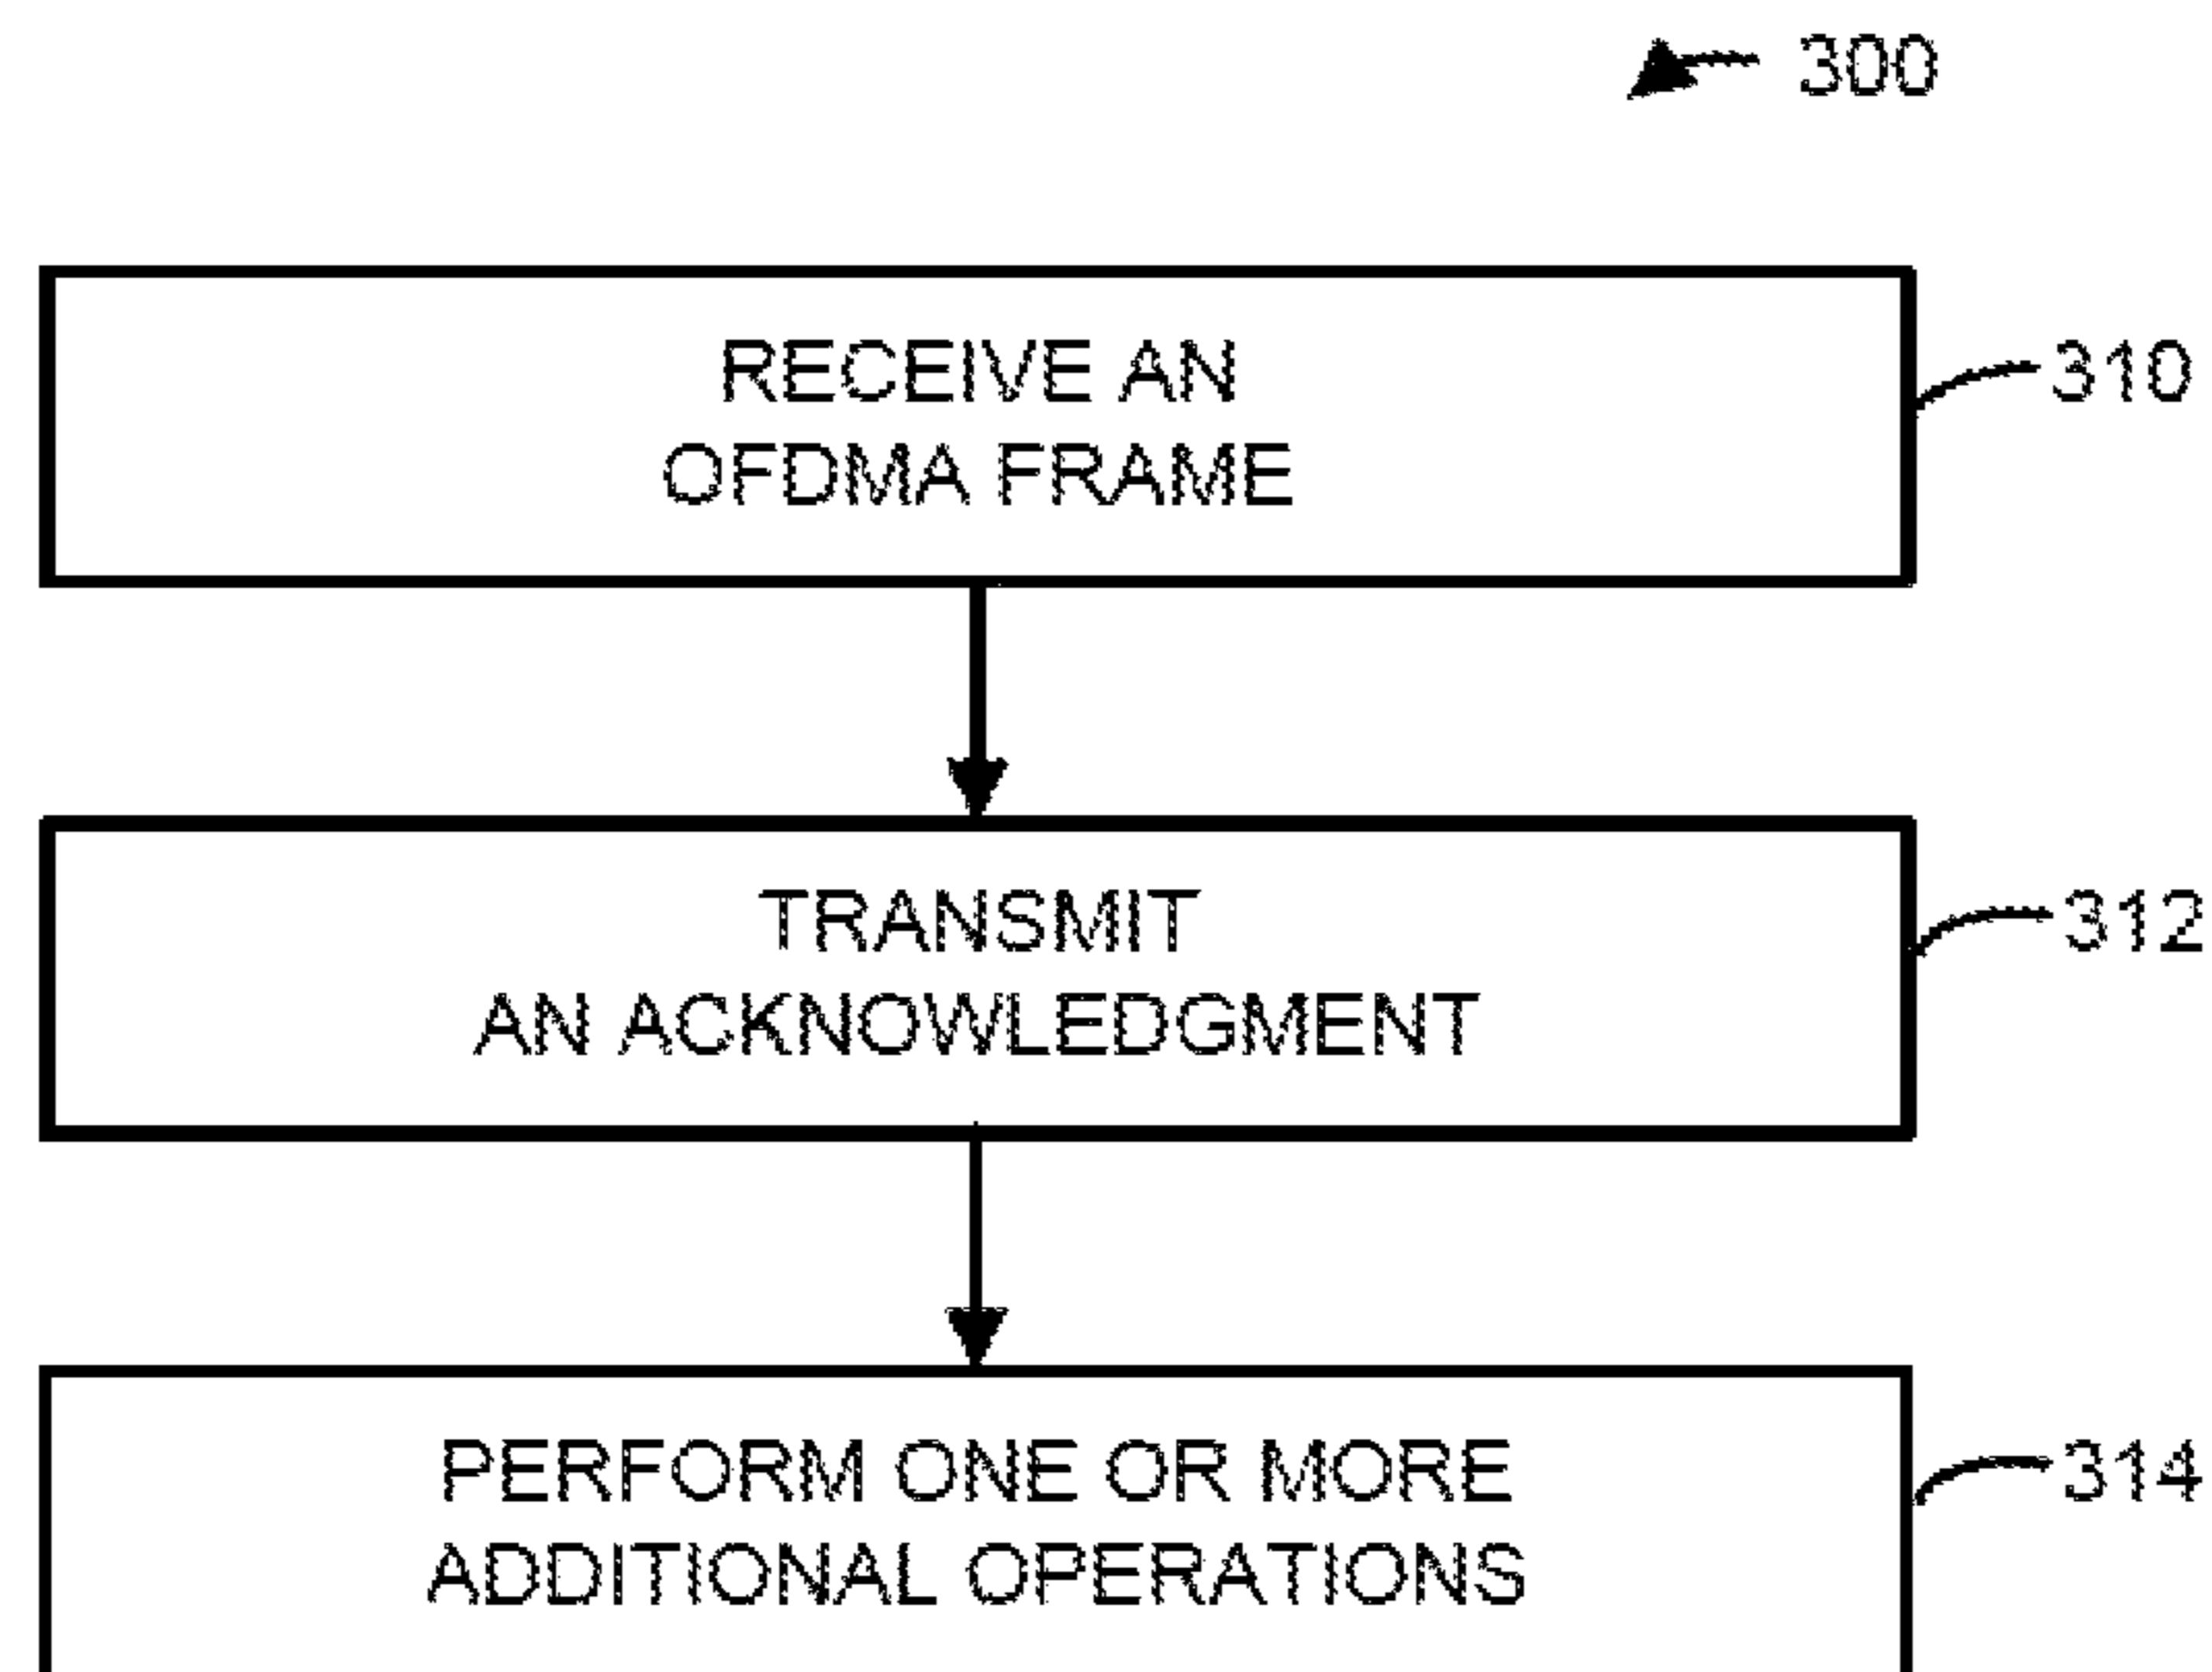 300
RECEIVE AN
OFDMA FRAME
310
TRANSMIT
AN ACKNOWLEDGMENT
312
PERFORM ONE OR MORE
ADDITIONAL OPERATIONS
314